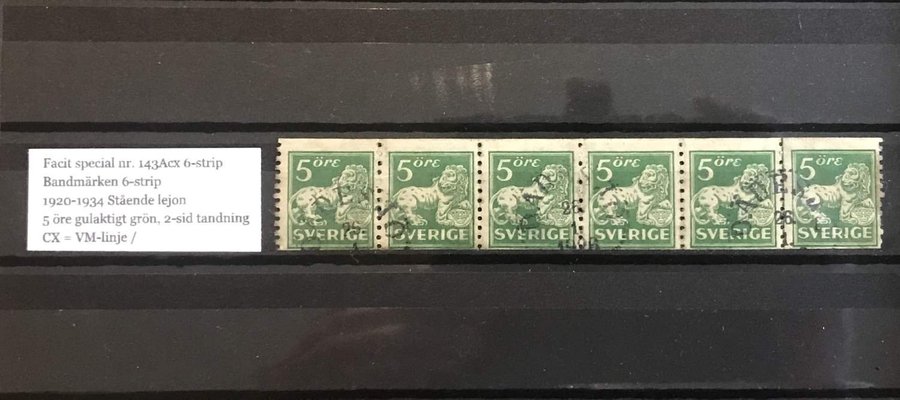 Facit special nr. 143Acx 6-strip
Bandmärken 6-strip
1920-1934 Stående lejon
5 öre gulaktigt grön, 2-sid tandning
CX = VM-linje /
5 öre 5 öre 5 öre 5 öre 5 öre 5 öre
SVERIGE SVERIGE SVERIGE SVERIGE SVERIGE SVERIGE